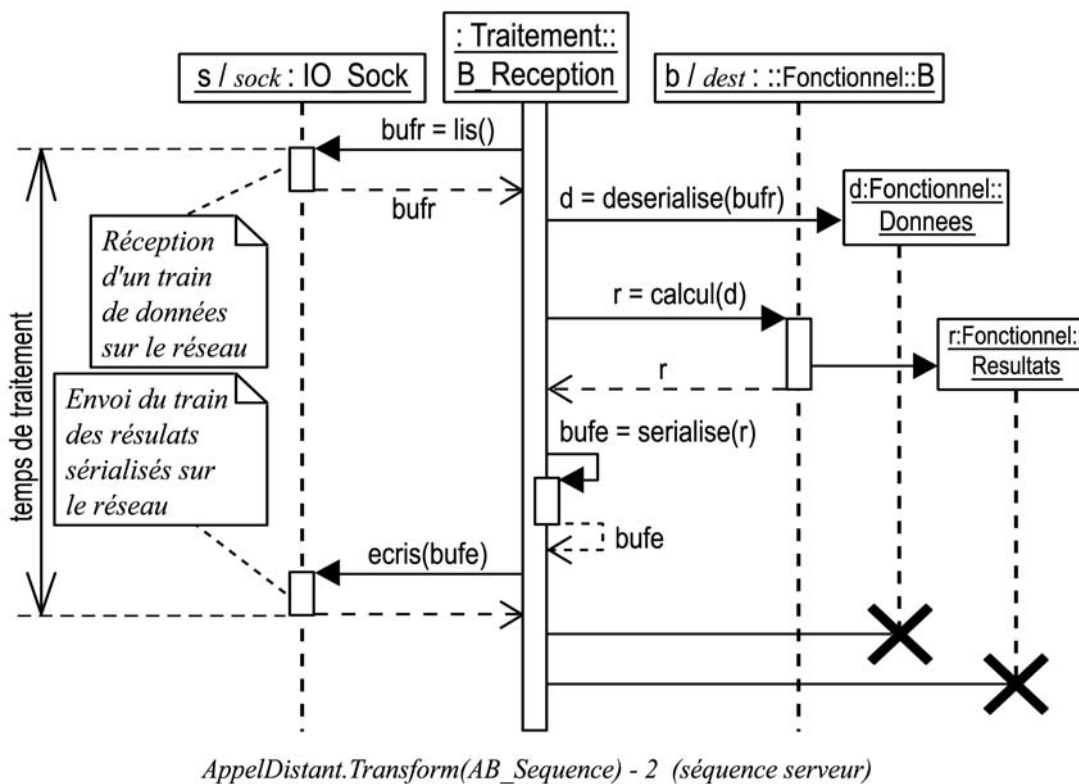 : Traitement::
B_Reception
s / sock : IO_Sock
b / dest : ::Fonctionnel::B
bufr = lis()
bufr
d = deserialise(bufr)
d:Fonctionnel::
Donnees
Réception
d'un train
de données
sur le réseau
r = calcul(d)
r:Fonctionnel::
Resultats
r
temps de traitement
Envoi du train
des résulats
sérialisés sur
le réseau
bufe = serialise(r)
bufe
ecris(bufe)
AppelDistant.Transform(AB_Sequence) - 2 (séquence serveur)